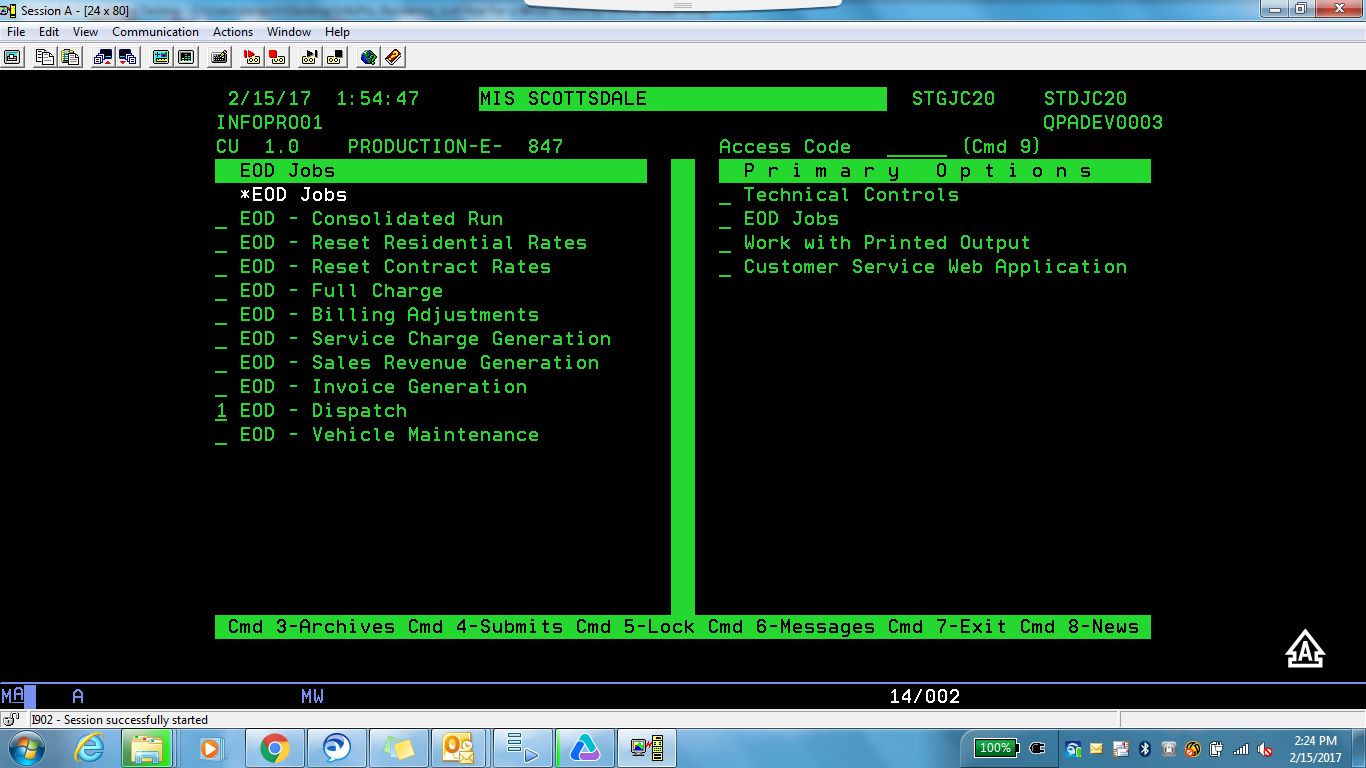 Session A - [24 x 80]
File Edit View Communication Actions Window Help
2/15/17 1:54:47 MIS SCOTTSDALE STGJC20 STDJC20
INFOPRO01 QPADEV0003
CU 1.0 PRODUCTION-E- 847 Access Code ______ (Cmd 9)
EOD Jobs P r i m a r y O p t i o n s
*EOD Jobs _ Technical Controls
_ EOD - Consolidated Run _ EOD Jobs
_ EOD - Reset Residential Rates _ Work with Printed Output
_ EOD - Reset Contract Rates _ Customer Service Web Application
_ EOD - Full Charge
_ EOD - Billing Adjustments
_ EOD - Service Charge Generation
_ EOD - Sales Revenue Generation
_ EOD - Invoice Generation
1 EOD - Dispatch
_ EOD - Vehicle Maintenance
Cmd 3-Archives Cmd 4-Submits Cmd 5-Lock Cmd 6-Messages Cmd 7-Exit Cmd 8-News
A
MA A MW 14/002
I902 - Session successfully started
100%
2:24 PM
2/15/2017